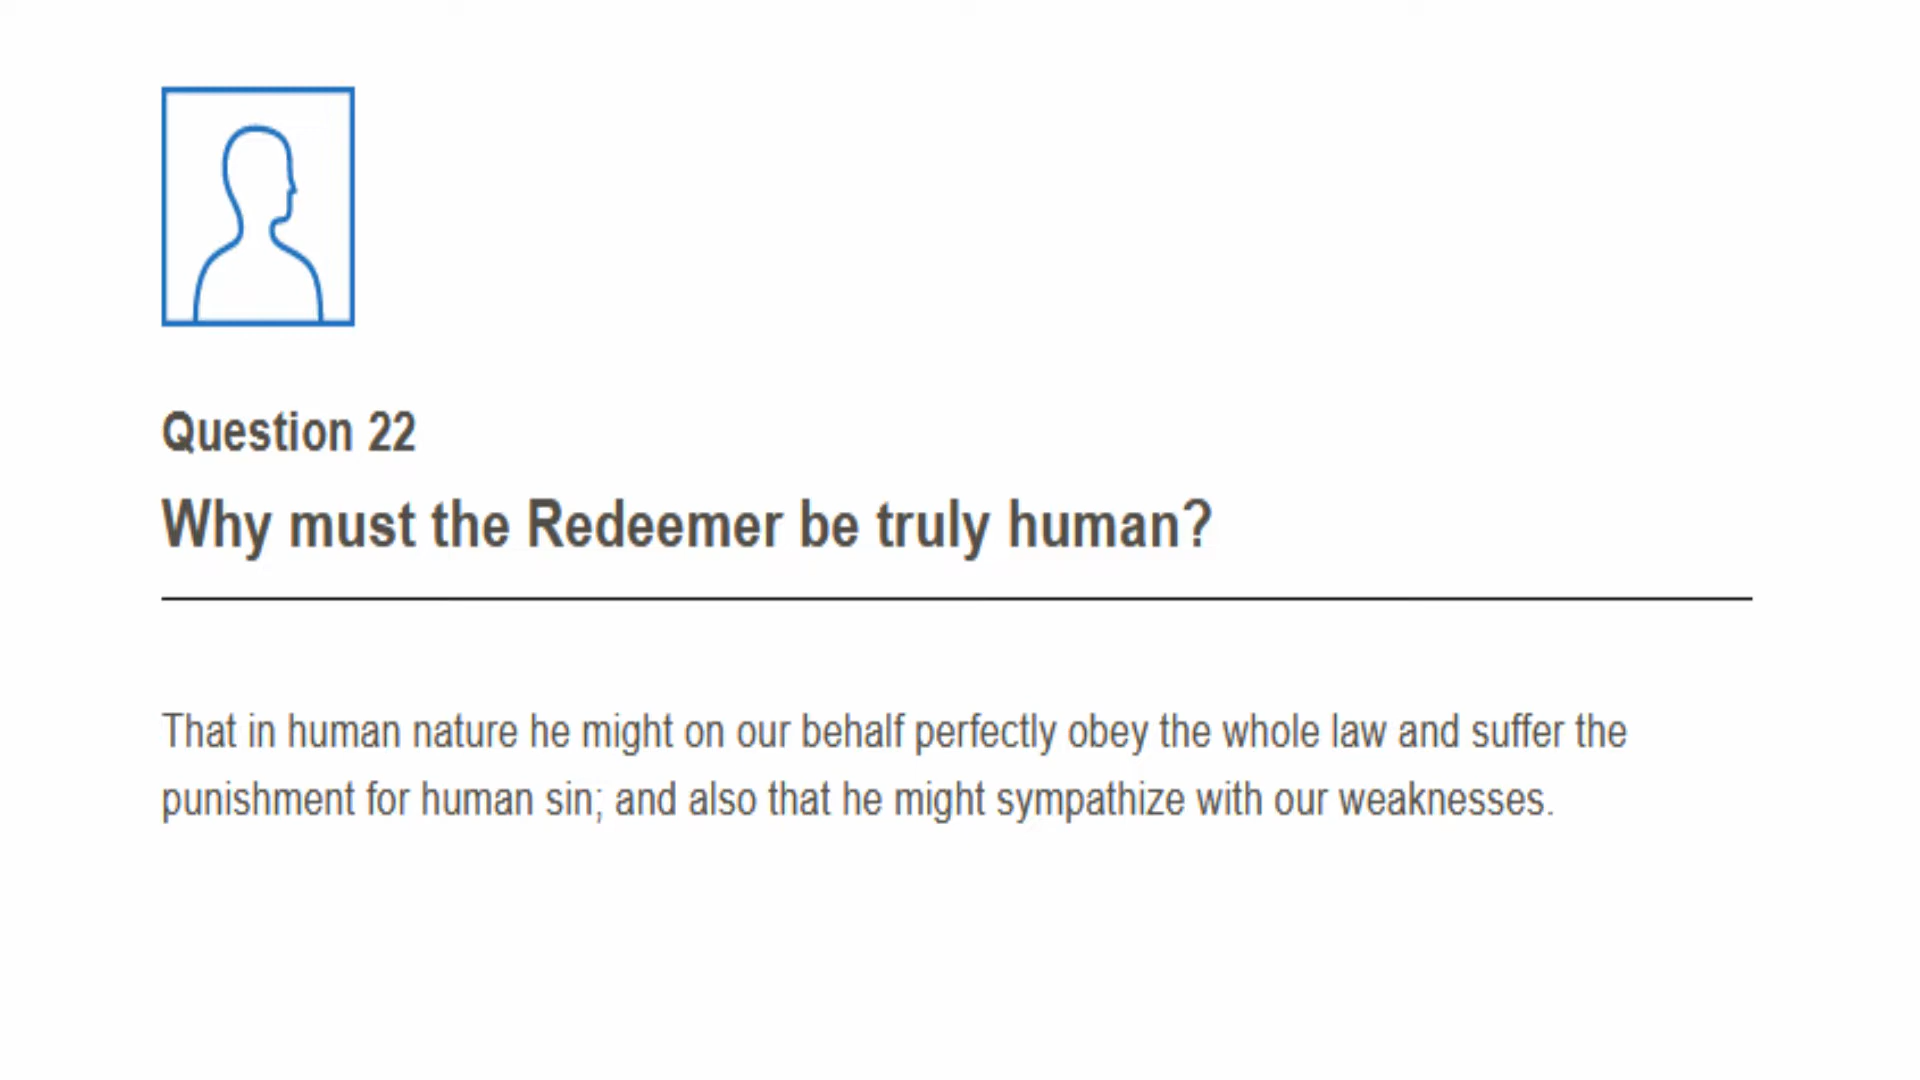 Question 22
Why must the Redeemer be truly human?
That in human nature he might on our behalf perfectly obey the whole law and suffer the
punishment for human sin; and also that he might sympathize with our weaknesses.